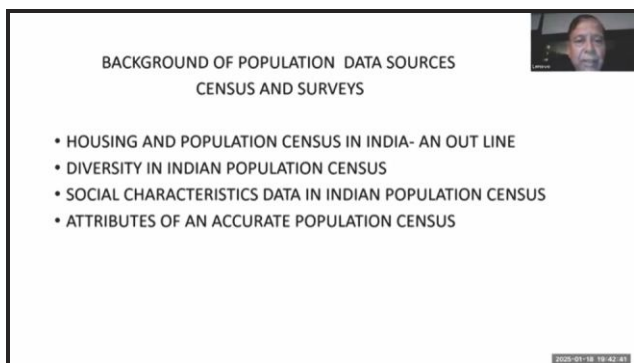 BACKGROUND OF POPULATION DATA SOURCES
CENSUS AND SURVEYS
• HOUSING AND POPULATION CENSUS IN INDIA- AN OUT LINE
• DIVERSITY IN INDIAN POPULATION CENSUS
• SOCIAL CHARACTERISTICS DATA IN INDIAN POPULATION CENSUS
• ATTRIBUTES OF AN ACCURATE POPULATION CENSUS
2025-01-18 19:42:41